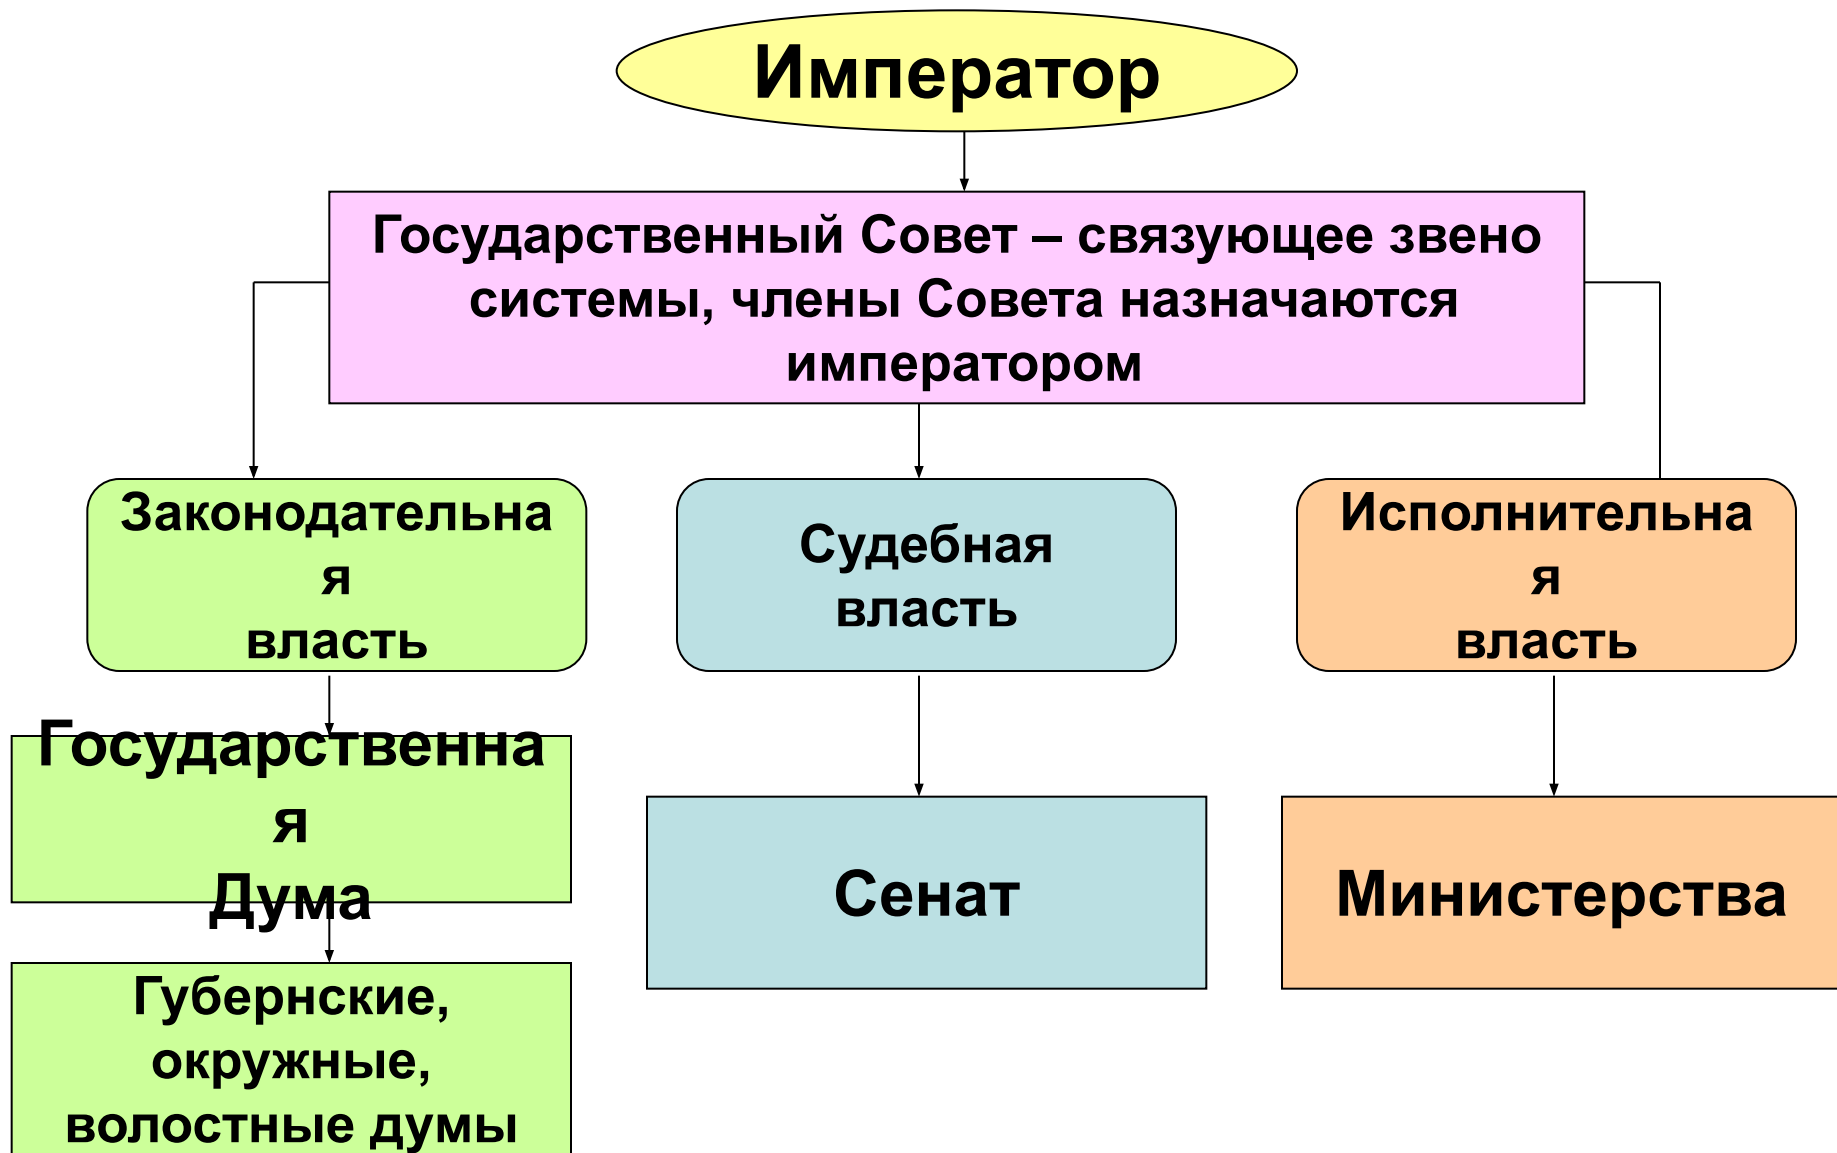 Император
Государственный Совет – связующее звено
системы, члены Совета назначаются
императором
Законодательна
я
власть
Судебная
власть
Исполнительна
я
власть
Государственна
я
Дума
Сенат
Министерства
Губернские,
окружные,
волостные думы